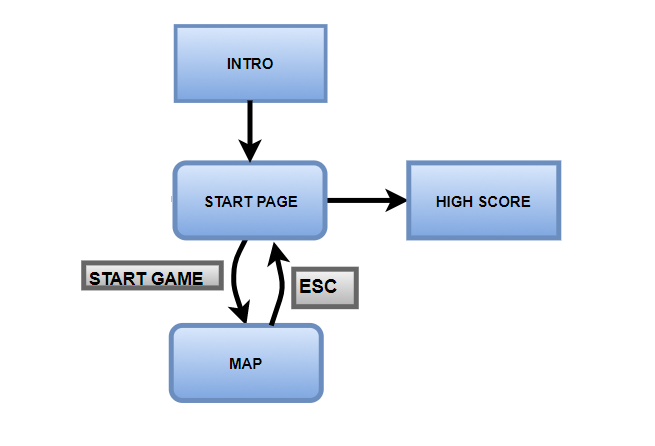 INTRO
START PAGE
HIGH SCORE
START GAME
ESC
MAP